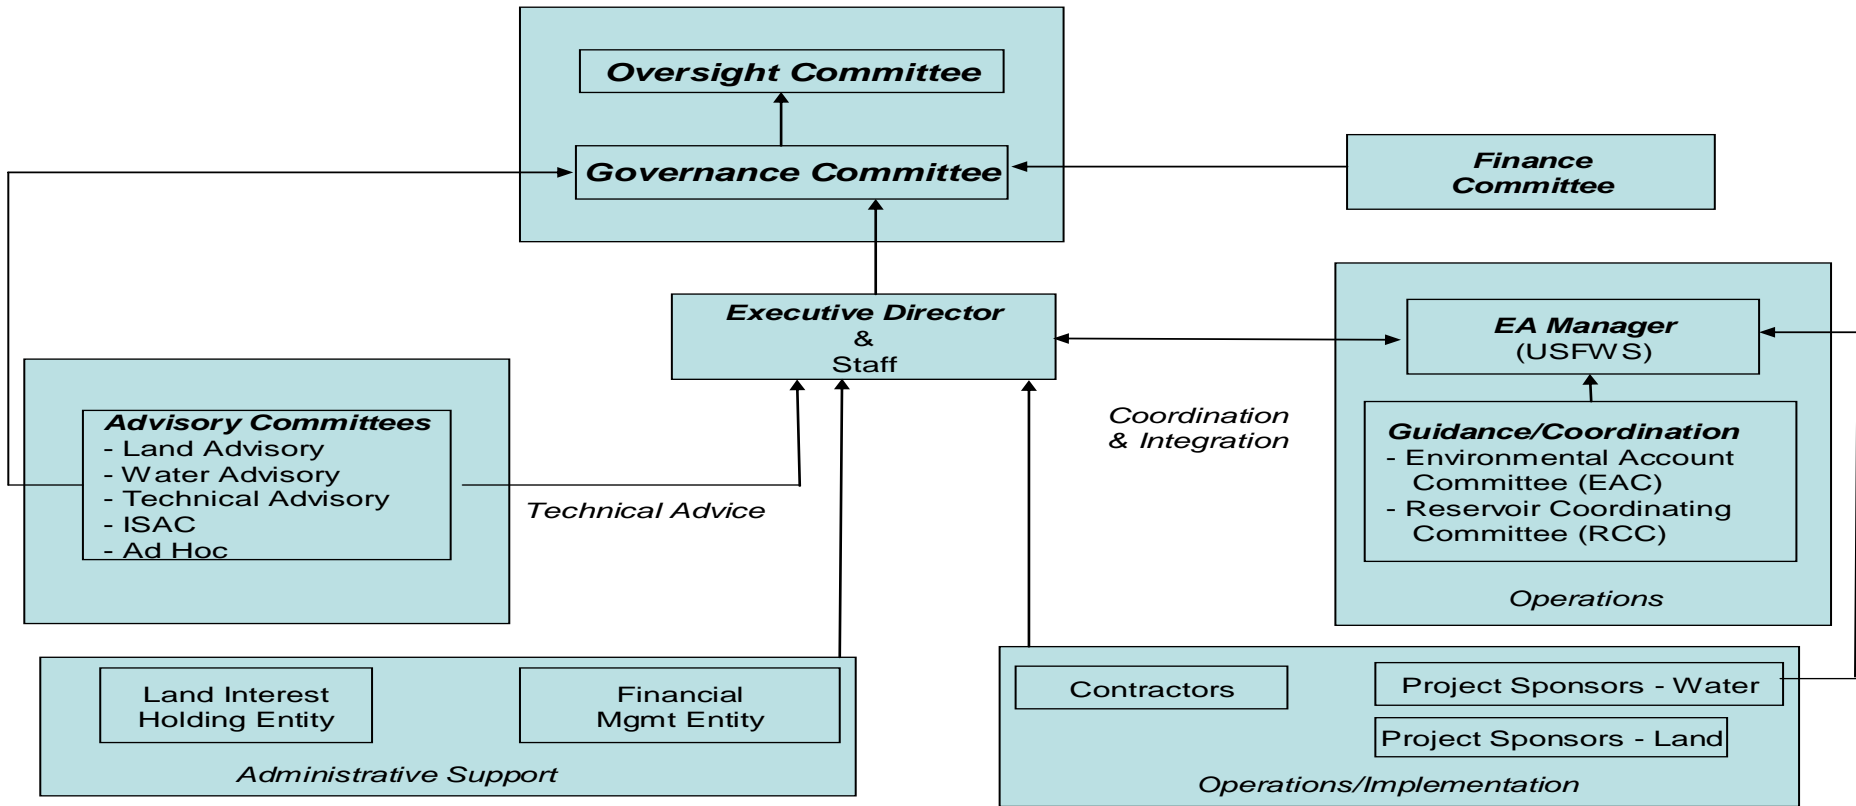 Oversight Committee
Governance Committee
Finance
Committee
Executive Director
&
Staff
EA Manager
(USFWS)
Coordination
& Integration
Guidance/Coordination
- Environmental Account
Committee (EAC)
- Reservoir Coordinating
Committee (RCC)
Operations
Advisory Committees
- Land Advisory
- Water Advisory
- Technical Advisory
- ISAC
- Ad Hoc
Technical Advice
Land Interest
Holding Entity
Financial
Mgmt Entity
Administrative Support
Contractors
Project Sponsors - Water
Project Sponsors - Land
Operations/Implementation